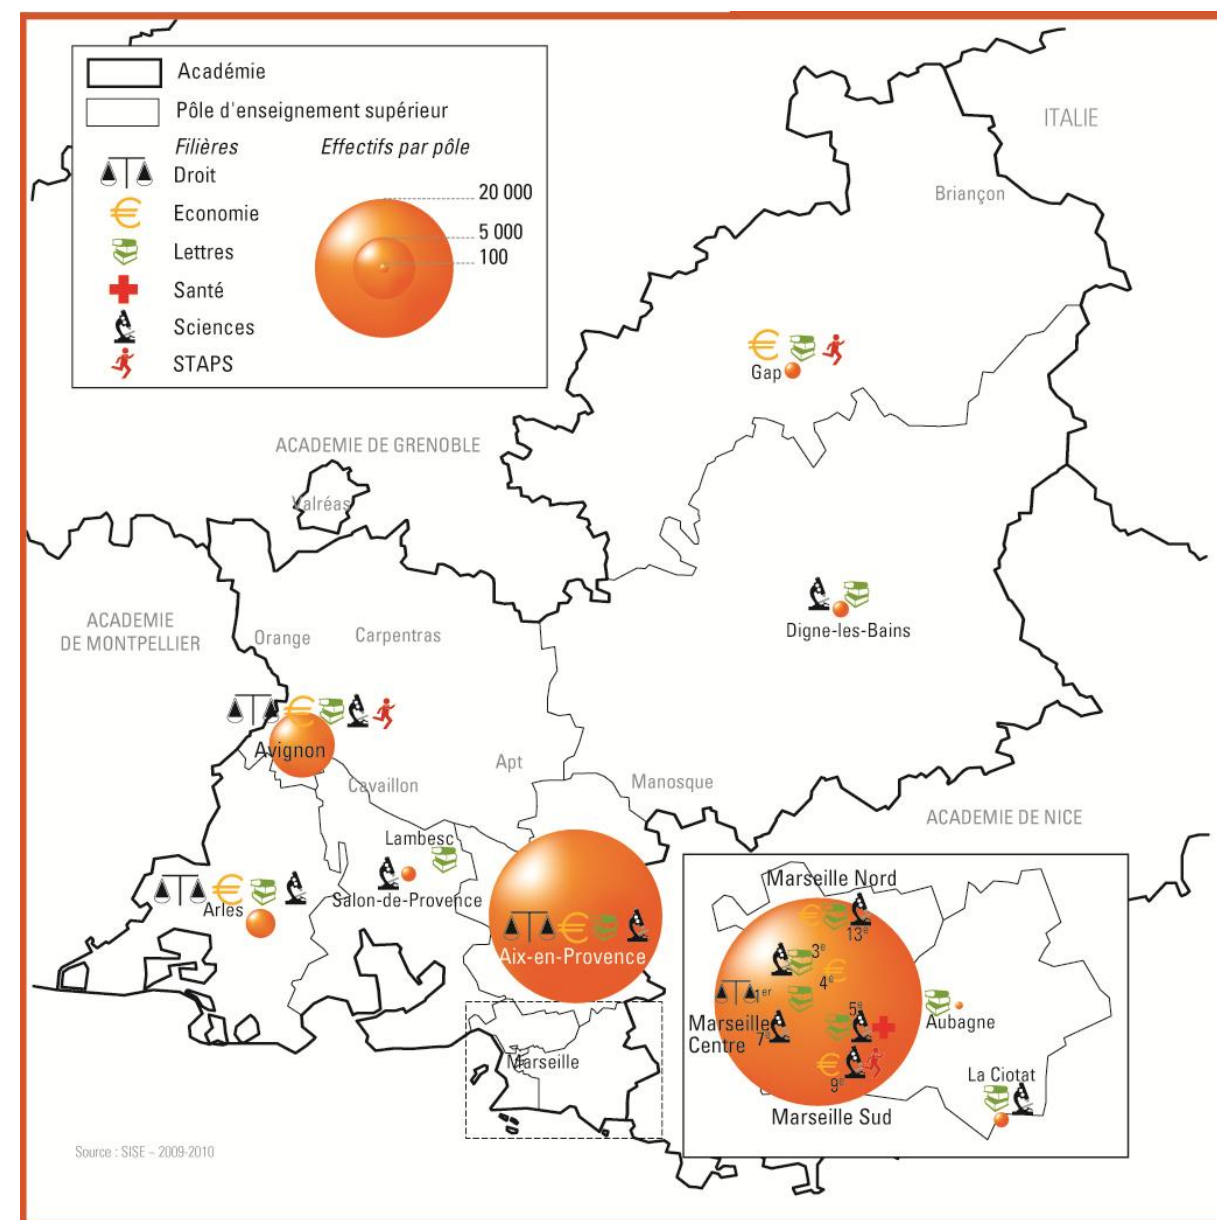 Académie
Pôle d'enseignement supérieur
Filières
Effectifs par pôle
Droit
20 000
Economie
5 000
Lettres
100
Santé
Sciences
STAPS
ITALIE
Briançon
Gap
ACADEMIE DE GRENOBLE
Valréas
ACADEMIE
DE MONTPELLIER
Orange
Carpentras
Digne-les-Bains
Avignon
Apt
Cavaillon
Manosque
ACADEMIE DE NICE
Lambesc
Salon-de-Provence
Arles
Aix-en-Provence
Marseille
Marseille Nord
13e
3e
4e
1er
5e
Marseille
Centre
7e
Aubagne
9e
La Ciotat
Marseille Sud
Source : SISE – 2009-2010